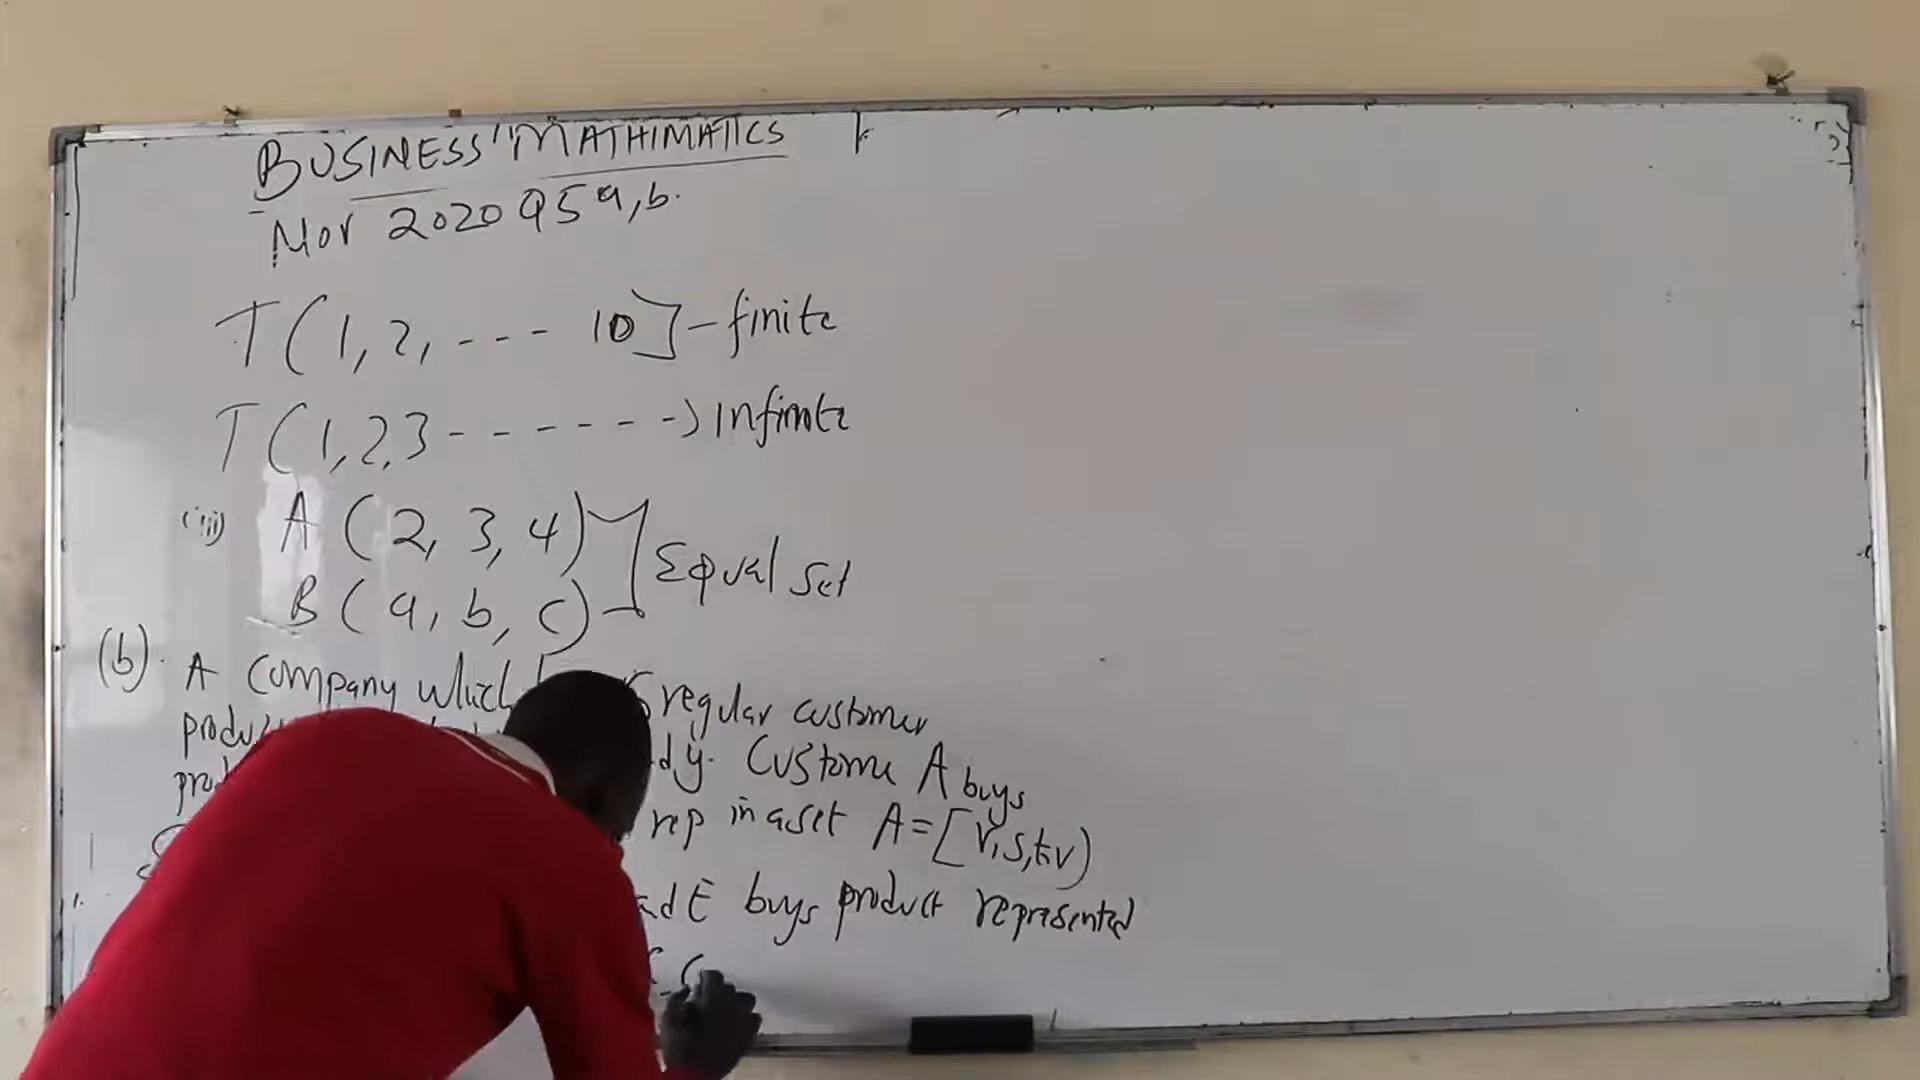 BUSINESS MATHIMATICS
Nov 2020 Q5 a, b.
T (1, 2, - - - 10] - finite
T (1, 2, 3 - - - - - - -) Infinite
(iii) A (2, 3, 4)
B (a, b, c) ] Equal set
(b). A company which regular customer
dy. Custome A buys
rep in a set A = [r, s, t, v)
E buys product represented